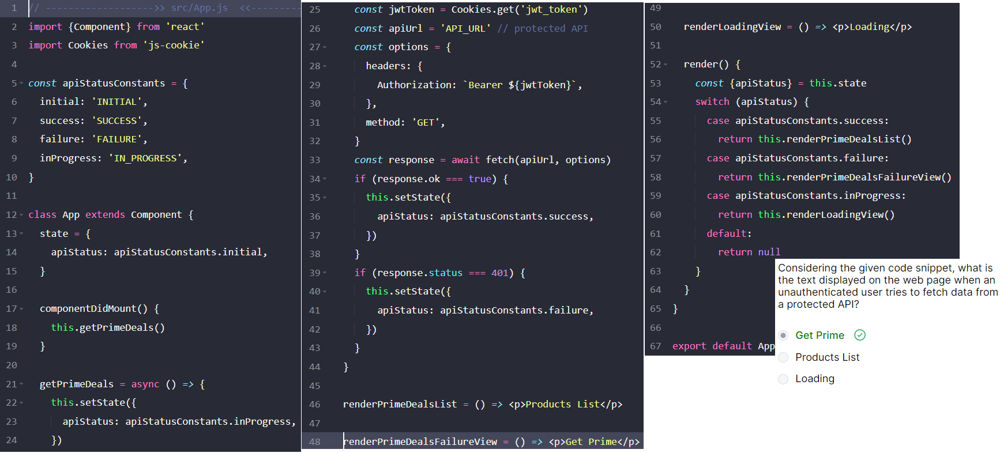 1 // ------------------->> src/App.js <<---------
2 import {Component} from 'react'
3 import Cookies from 'js-cookie'
4
5 const apiStatusConstants = {
6   initial: 'INITIAL',
7   success: 'SUCCESS',
8   failure: 'FAILURE',
9   inProgress: 'IN_PROGRESS',
10 }
11
12 class App extends Component {
13   state = {
14     apiStatus: apiStatusConstants.initial,
15   }
16
17   componentDidMount() {
18     this.getPrimeDeals()
19   }
20
21   getPrimeDeals = async () => {
22     this.setState({
23       apiStatus: apiStatusConstants.inProgress,
24     })
25     const jwtToken = Cookies.get('jwt_token')
26     const apiUrl = 'API_URL' // protected API
27     const options = {
28       headers: {
29         Authorization: `Bearer ${jwtToken}`,
30       },
31       method: 'GET',
32     }
33     const response = await fetch(apiUrl, options)
34     if (response.ok === true) {
35       this.setState({
36         apiStatus: apiStatusConstants.success,
37       })
38     }
39     if (response.status === 401) {
40       this.setState({
41         apiStatus: apiStatusConstants.failure,
42       })
43     }
44   }
45
46   renderPrimeDealsList = () => <p>Products List</p>
47
48   renderPrimeDealsFailureView = () => <p>Get Prime</p>
49
50   renderLoadingView = () => <p>Loading</p>
51
52   render() {
53     const {apiStatus} = this.state
54     switch (apiStatus) {
55       case apiStatusConstants.success:
56         return this.renderPrimeDealsList()
57       case apiStatusConstants.failure:
58         return this.renderPrimeDealsFailureView()
59       case apiStatusConstants.inProgress:
60         return this.renderLoadingView()
61       default:
62         return null
63     }
64   }
65 }
66
67 export default App
Considering the given code snippet, what is
the text displayed on the web page when an
unauthenticated user tries to fetch data from
a protected API?
Get Prime
Products List
Loading